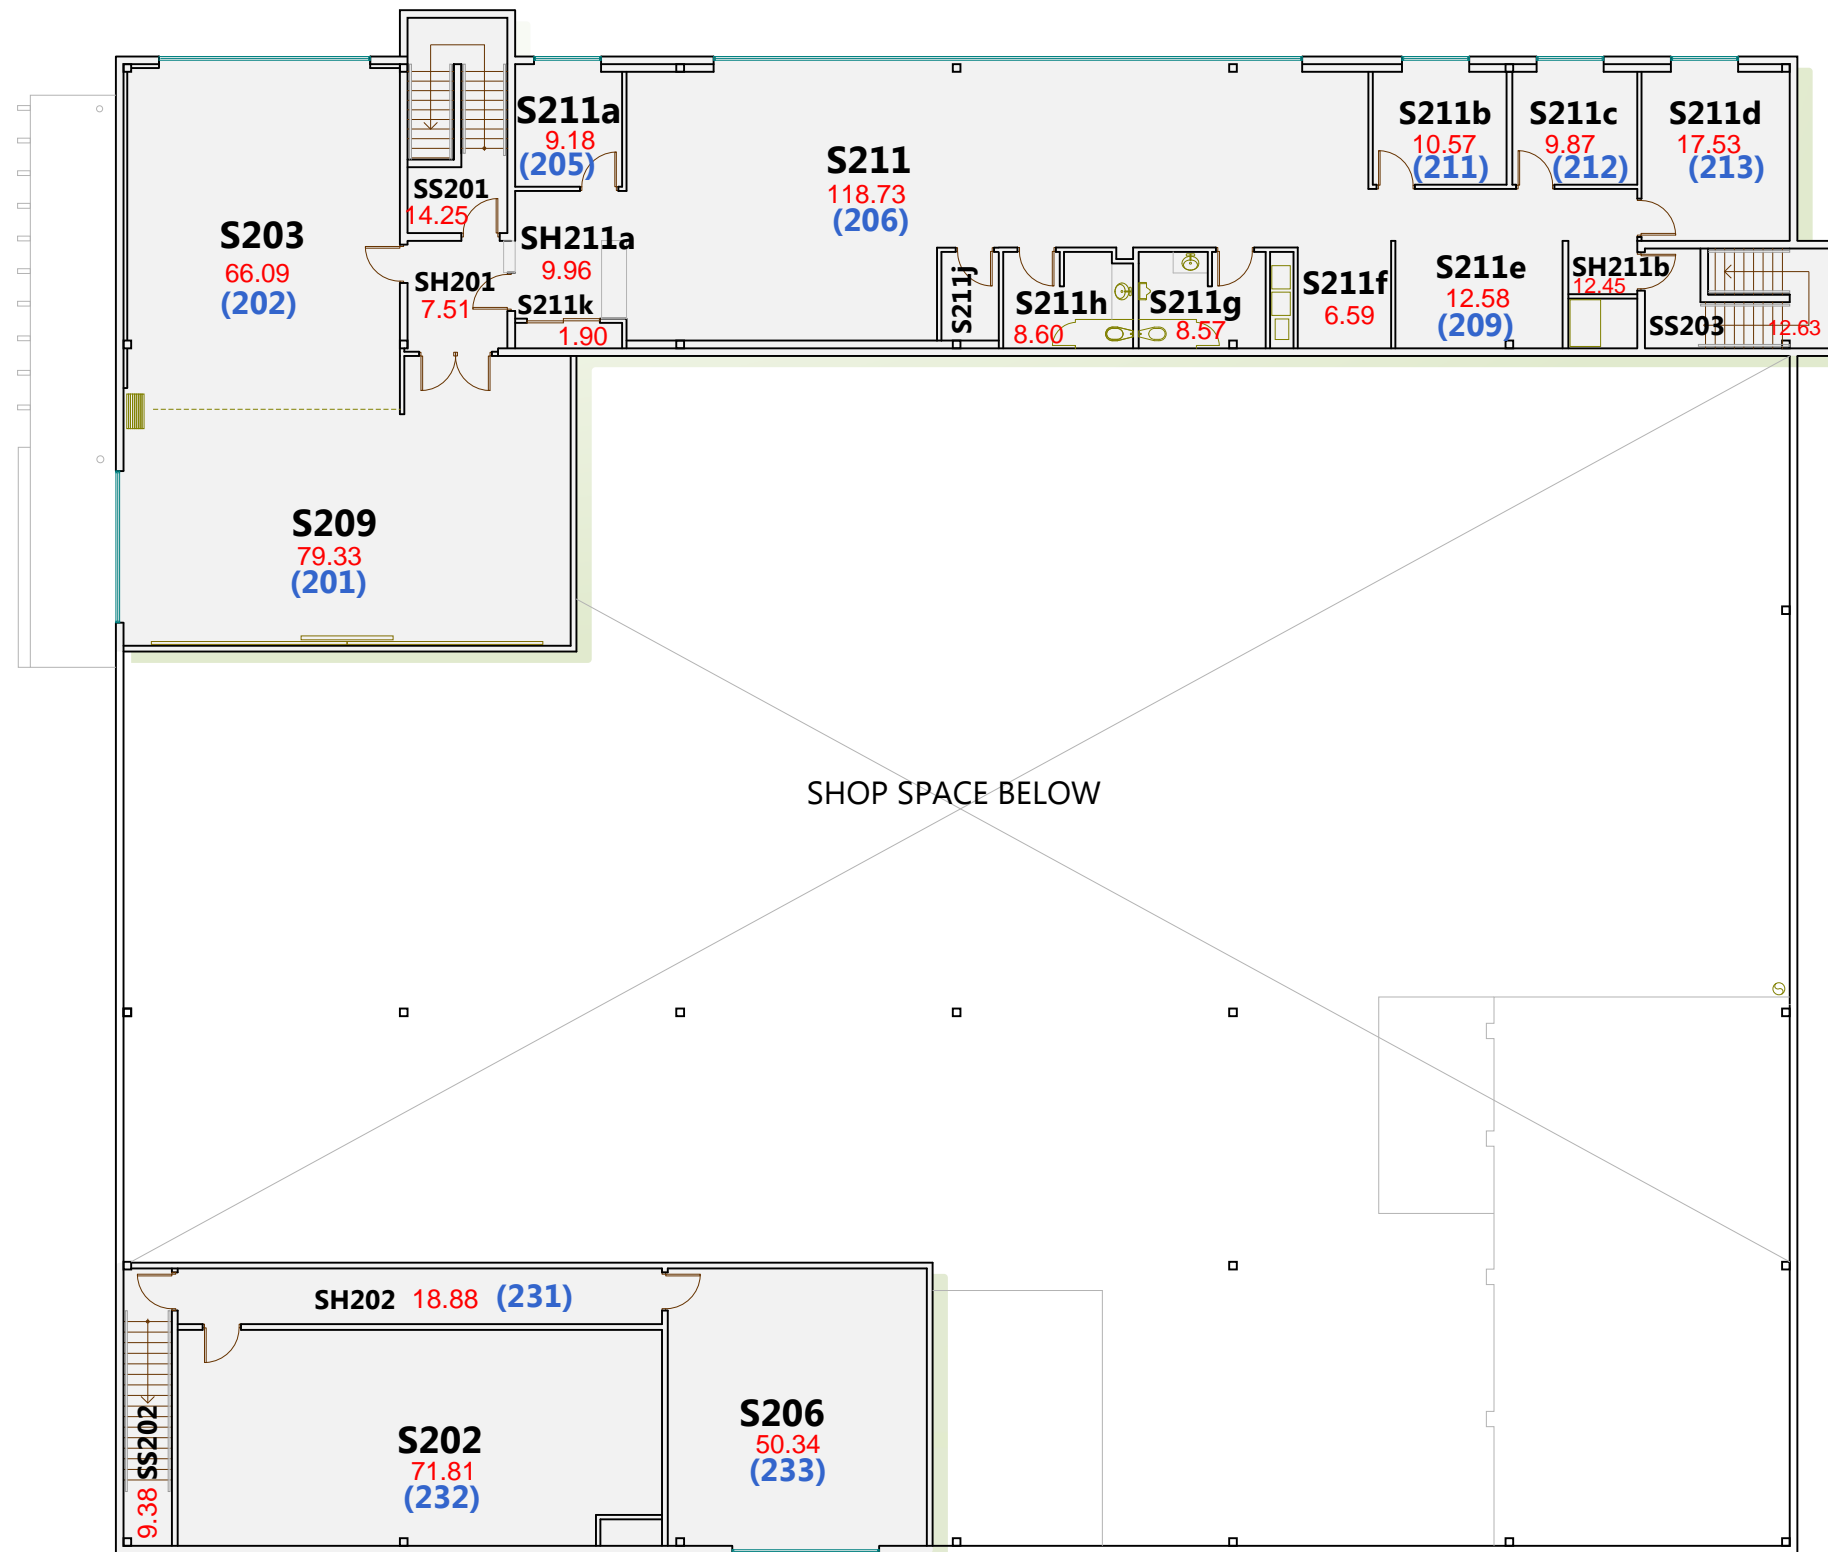 S211a
9.18
(205)
S211
118.73
(206)
S211b
10.57
(211)
S211c
9.87
(212)
S211d
17.53
(213)
SS201
14.25
S203
66.09
(202)
SH201
7.51
SH211a
9.96
S211k
1.90
S211j
S211h
8.60
S211g
8.57
S211f
6.59
S211e
12.58
(209)
SH211b
12.45
SS203
12.63
S209
79.33
(201)
SHOP SPACE BELOW
SH202 18.88 (231)
SS202
9.38
S202
71.81
(232)
S206
50.34
(233)